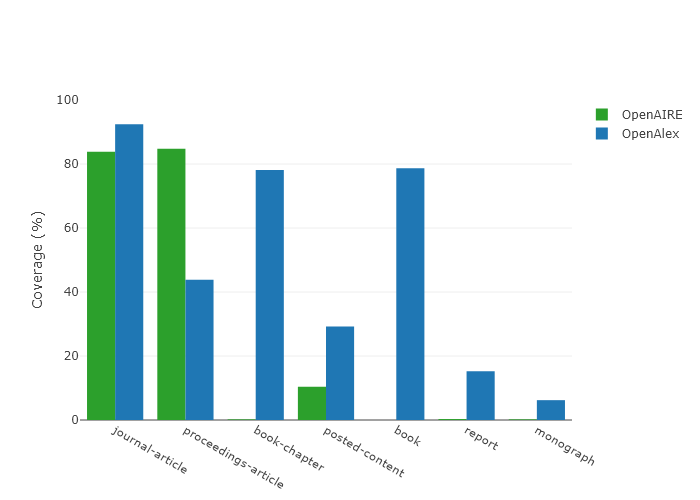 100
80
60
40
20
0
Coverage (%)
journal-article
proceedings-article
book-chapter
posted-content
book
report
monograph
OpenAIRE
OpenAlex